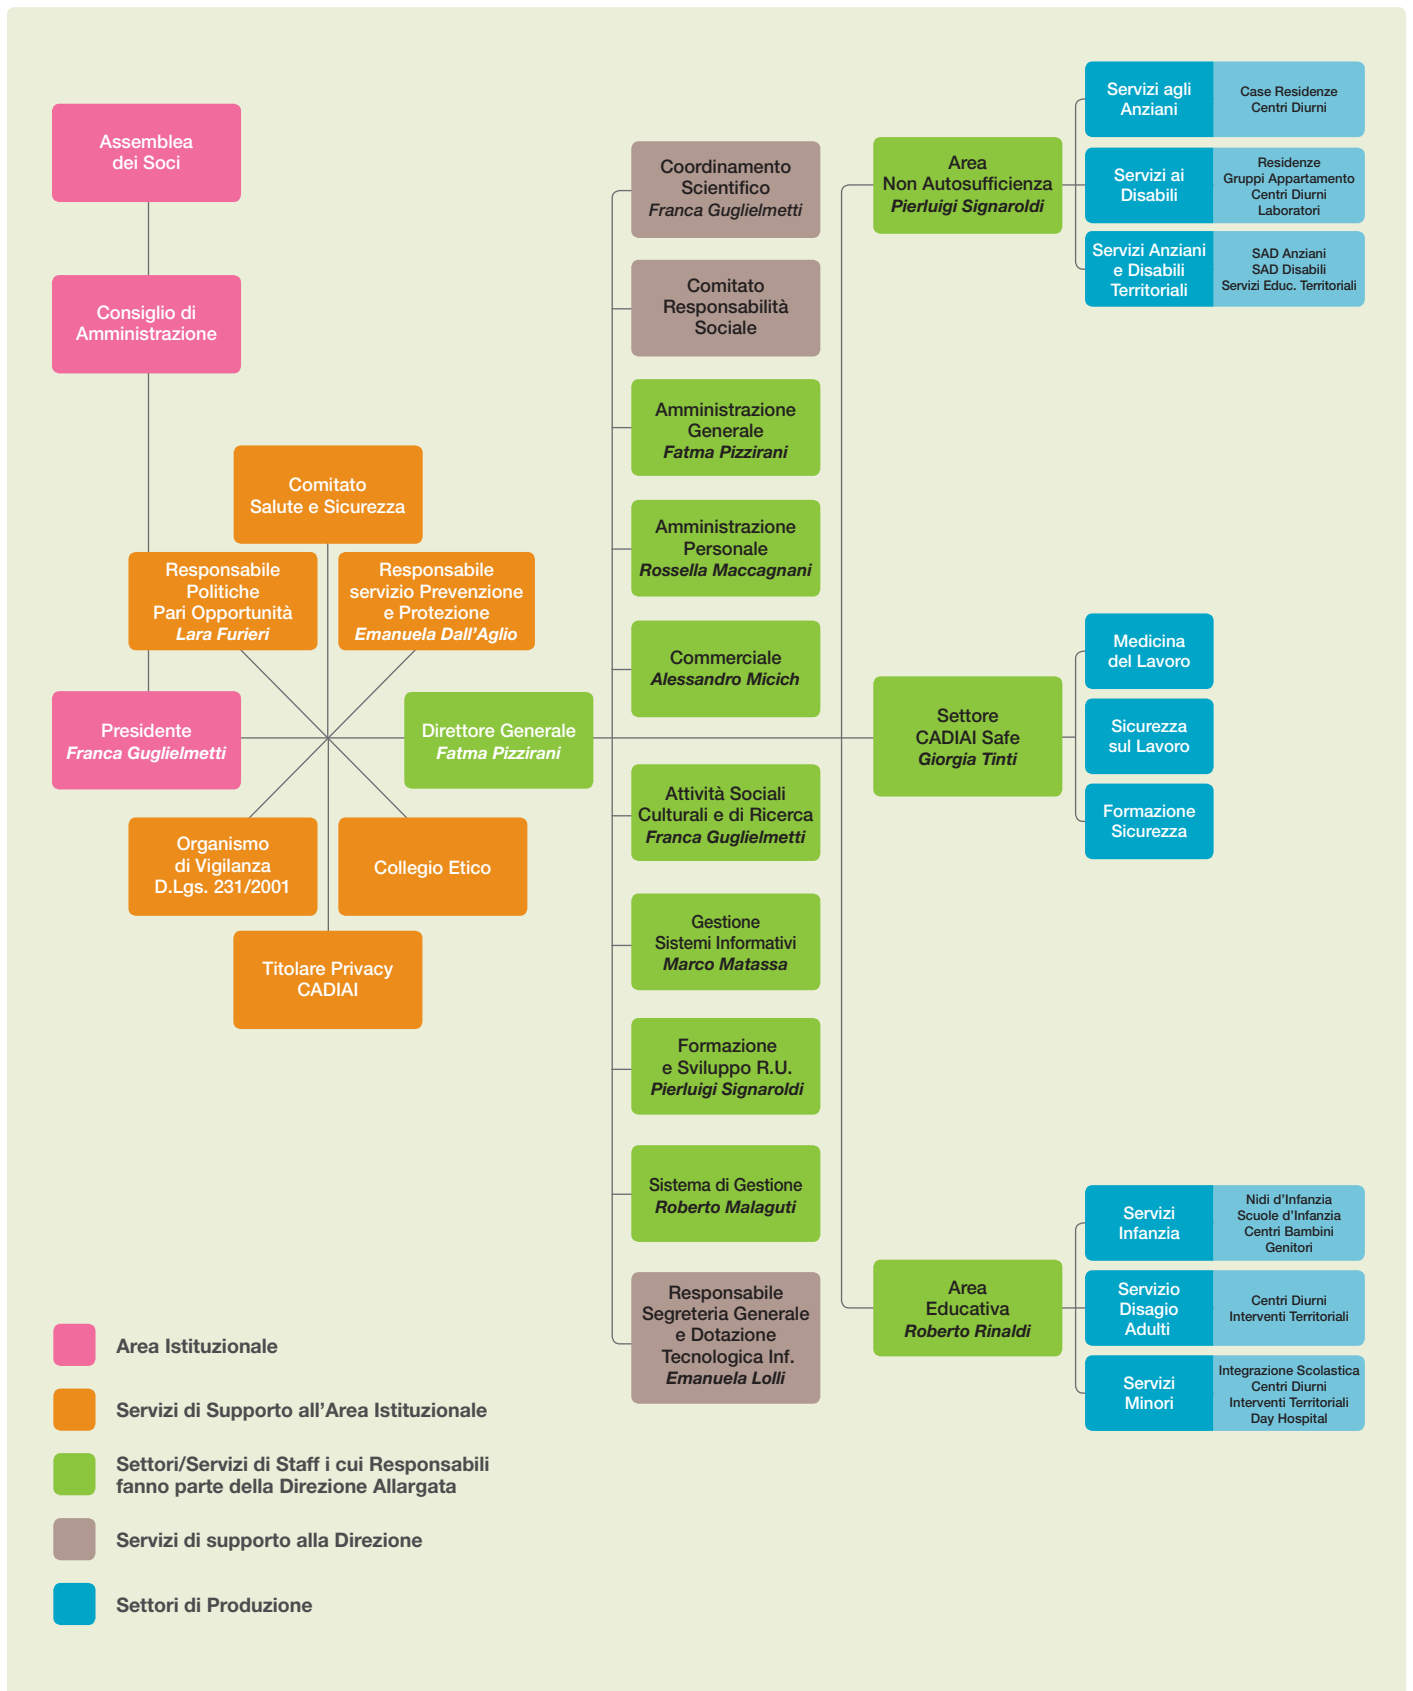 Assemblea
dei Soci
Consiglio di
Amministrazione
Comitato
Salute e Sicurezza
Responsabile
Politiche
Pari Opportunità
Lara Furieri
Responsabile
servizio Prevenzione
e Protezione
Emanuela Dall'Aglio
Presidente
Franca Guglielmetti
Direttore Generale
Fatma Pizzirani
Organismo
di Vigilanza
D.Lgs. 231/2001
Collegio Etico
Titolare Privacy
CADIAI
Coordinamento
Scientifico
Franca Guglielmetti
Comitato
Responsabilità
Sociale
Amministrazione
Generale
Fatma Pizzirani
Amministrazione
Personale
Rossella Maccagnani
Commerciale
Alessandro Micich
Attività Sociali
Culturali e di Ricerca
Franca Guglielmetti
Gestione
Sistemi Informativi
Marco Matassa
Formazione
e Sviluppo R.U.
Pierluigi Signaroldi
Sistema di Gestione
Roberto Malaguti
Responsabile
Segreteria Generale
e Dotazione
Tecnologica Inf.
Emanuela Lolli
Area
Non Autosufficienza
Pierluigi Signaroldi
Servizi agli
Anziani
Case Residenze
Centri Diurni
Servizi ai
Disabili
Residenze
Gruppi Appartamento
Centri Diurni
Laboratori
Servizi Anziani
e Disabili
Territoriali
SAD Anziani
SAD Disabili
Servizi Educ. Territoriali
Settore
CADIAI Safe
Giorgia Tinti
Medicina
del Lavoro
Sicurezza
sul Lavoro
Formazione
Sicurezza
Area
Educativa
Roberto Rinaldi
Servizi
Infanzia
Nidi d'Infanzia
Scuole d'Infanzia
Centri Bambini
Genitori
Servizio
Disagio
Adulti
Centri Diurni
Interventi Territoriali
Servizi
Minori
Integrazione Scolastica
Centri Diurni
Interventi Territoriali
Day Hospital
Area Istituzionale
Servizi di Supporto all'Area Istituzionale
Settori/Servizi di Staff i cui Responsabili
fanno parte della Direzione Allargata
Servizi di supporto alla Direzione
Settori di Produzione